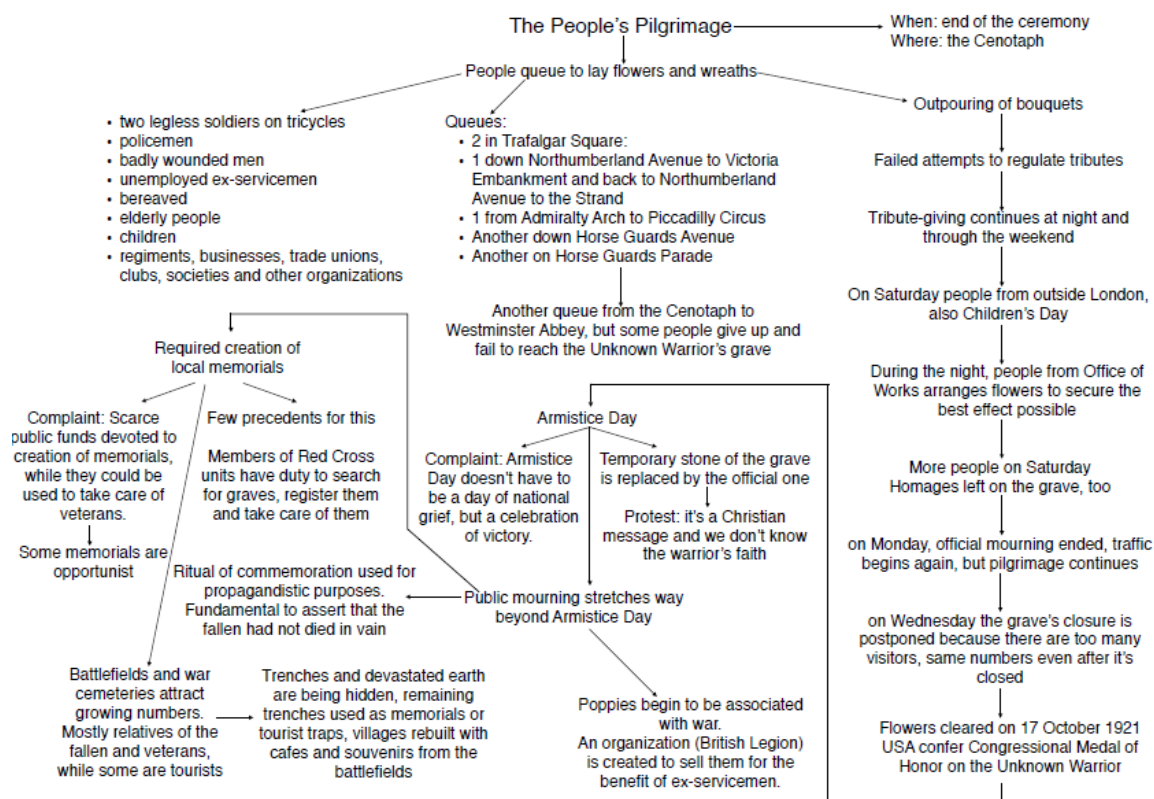 The People's Pilgrimage
When: end of the ceremony
Where: the Cenotaph
People queue to lay flowers and wreaths
• two legless soldiers on tricycles
• policemen
• badly wounded men
• unemployed ex-servicemen
• bereaved
• elderly people
• children
• regiments, businesses, trade unions,
clubs, societies and other organizations
Queues:
• 2 in Trafalgar Square:
• 1 down Northumberland Avenue to Victoria
Embankment and back to Northumberland
Avenue to the Strand
• 1 from Admiralty Arch to Piccadilly Circus
• Another down Horse Guards Avenue
• Another on Horse Guards Parade
Another queue from the Cenotaph to
Westminster Abbey, but some people give up and
fail to reach the Unknown Warrior's grave
Outpouring of bouquets
Failed attempts to regulate tributes
Tribute-giving continues at night and
through the weekend
On Saturday people from outside London,
also Children's Day
During the night, people from Office of
Works arranges flowers to secure the
best effect possible
More people on Saturday
Homages left on the grave, too
on Monday, official mourning ended, traffic
begins again, but pilgrimage continues
on Wednesday the grave's closure is
postponed because there are too many
visitors, same numbers even after it's
closed
Flowers cleared on 17 October 1921
USA confer Congressional Medal of
Honor on the Unknown Warrior
Armistice Day
Complaint: Armistice
Day doesn't have to
be a day of national
grief, but a celebration
of victory.
Temporary stone of the grave
is replaced by the official one
Protest: it's a Christian
message and we don't know
the warrior's faith
Public mourning stretches way
beyond Armistice Day
Ritual of commemoration used for
propagandistic purposes.
Fundamental to assert that the
fallen had not died in vain
Poppies begin to be associated
with war.
An organization (British Legion)
is created to sell them for the
benefit of ex-servicemen.
Required creation of
local memorials
Complaint: Scarce
public funds devoted to
creation of memorials,
while they could be
used to take care of
veterans.
Some memorials are
opportunist
Few precedents for this
Members of Red Cross
units have duty to search
for graves, register them
and take care of them
Battlefields and war
cemeteries attract
growing numbers.
Mostly relatives of the
fallen and veterans,
while some are tourists
Trenches and devastated earth
are being hidden, remaining
trenches used as memorials or
tourist traps, villages rebuilt with
cafes and souvenirs from the
battlefields